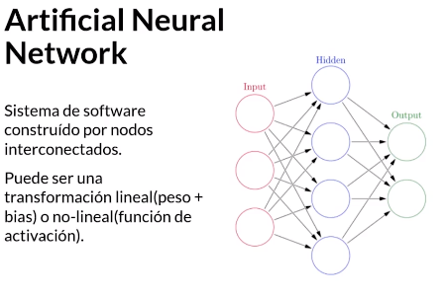 Artificial Neural
Network
Sistema de software
construído por nodos
interconectados.
Puede ser una
transformación lineal(peso +
bias) o no-lineal(función de
activación).
Input
Hidden
Output